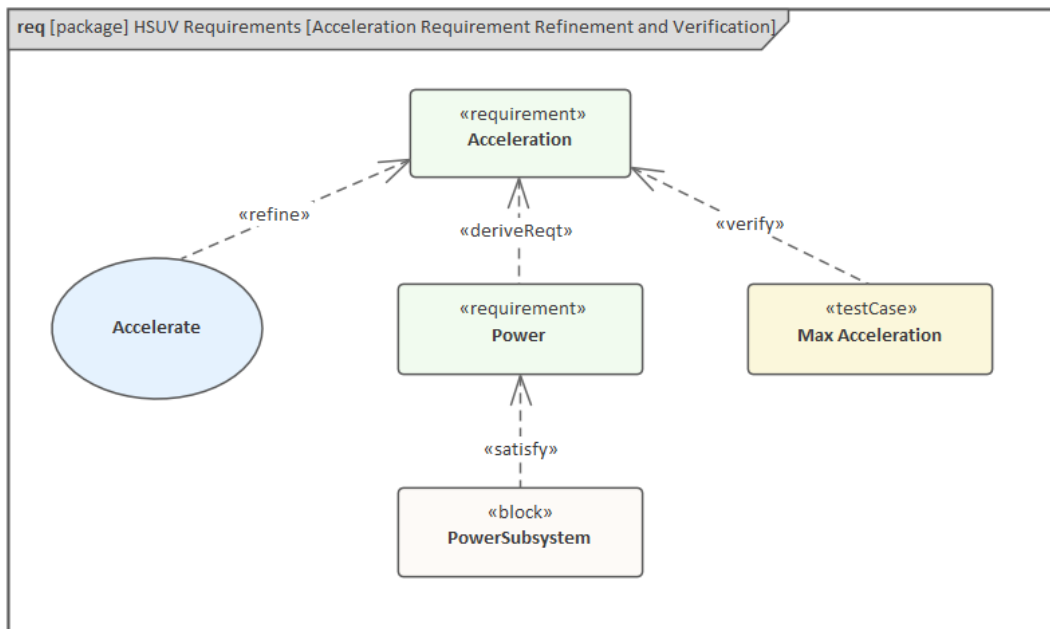 req [package] HSUV Requirements [Acceleration Requirement Refinement and Verification]
«requirement»
Acceleration
«refine»
«deriveReqt»
«verify»
Accelerate
«requirement»
Power
«testCase»
Max Acceleration
«satisfy»
«block»
PowerSubsystem